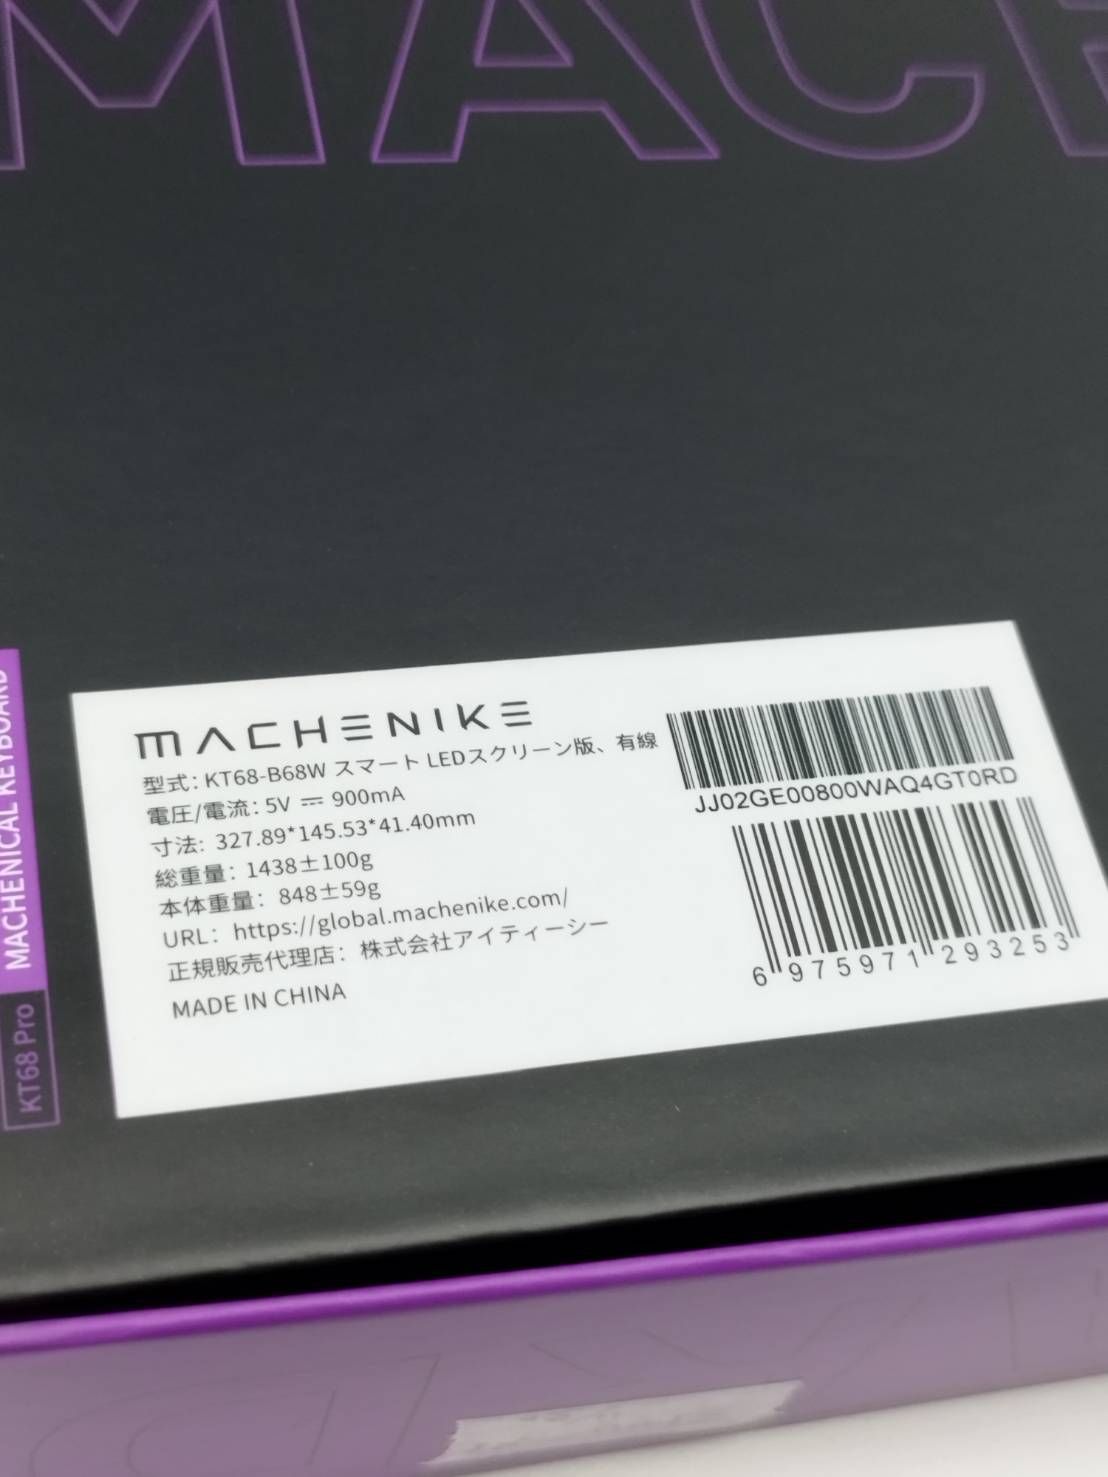 MACH
MACHENIKE
型式: KT68-B68W スマート LEDスクリーン版、有線
電圧/電流: 5V ⎓ 900mA
寸法: 327.89*145.53*41.40mm
総重量: 1438±100g
本体重量: 848±59g
URL: https://global.machenike.com/
正規販売代理店: 株式会社アイティーシー
MADE IN CHINA
JJ02GE00800WAQ4GT0RD
6 975971 293253
KT68 Pro MACHENICAL KEYBOARD